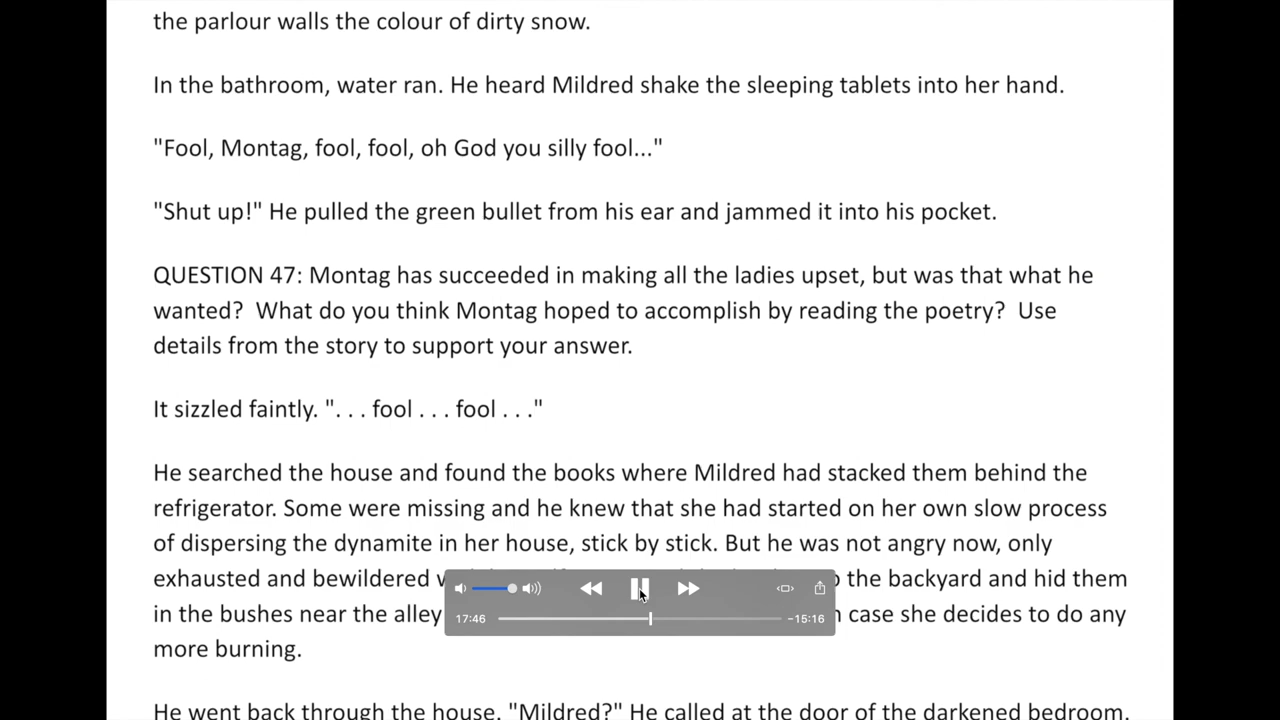 the parlour walls the colour of dirty snow.
In the bathroom, water ran. He heard Mildred shake the sleeping tablets into her hand.
"Fool, Montag, fool, fool, oh God you silly fool..."
"Shut up!" He pulled the green bullet from his ear and jammed it into his pocket.
QUESTION 47: Montag has succeeded in making all the ladies upset, but was that what he
wanted?  What do you think Montag hoped to accomplish by reading the poetry?  Use
details from the story to support your answer.
It sizzled faintly. ". . . fool . . . fool . . ."
He searched the house and found the books where Mildred had stacked them behind the
refrigerator. Some were missing and he knew that she had started on her own slow process
of dispersing the dynamite in her house, stick by stick. But he was not angry now, only
exhausted and bewildered the backyard and hid them
in the bushes near the alley case she decides to do any
17:46 −15:16
more burning.
He went back through the house. "Mildred?" He called at the door of the darkened bedroom.